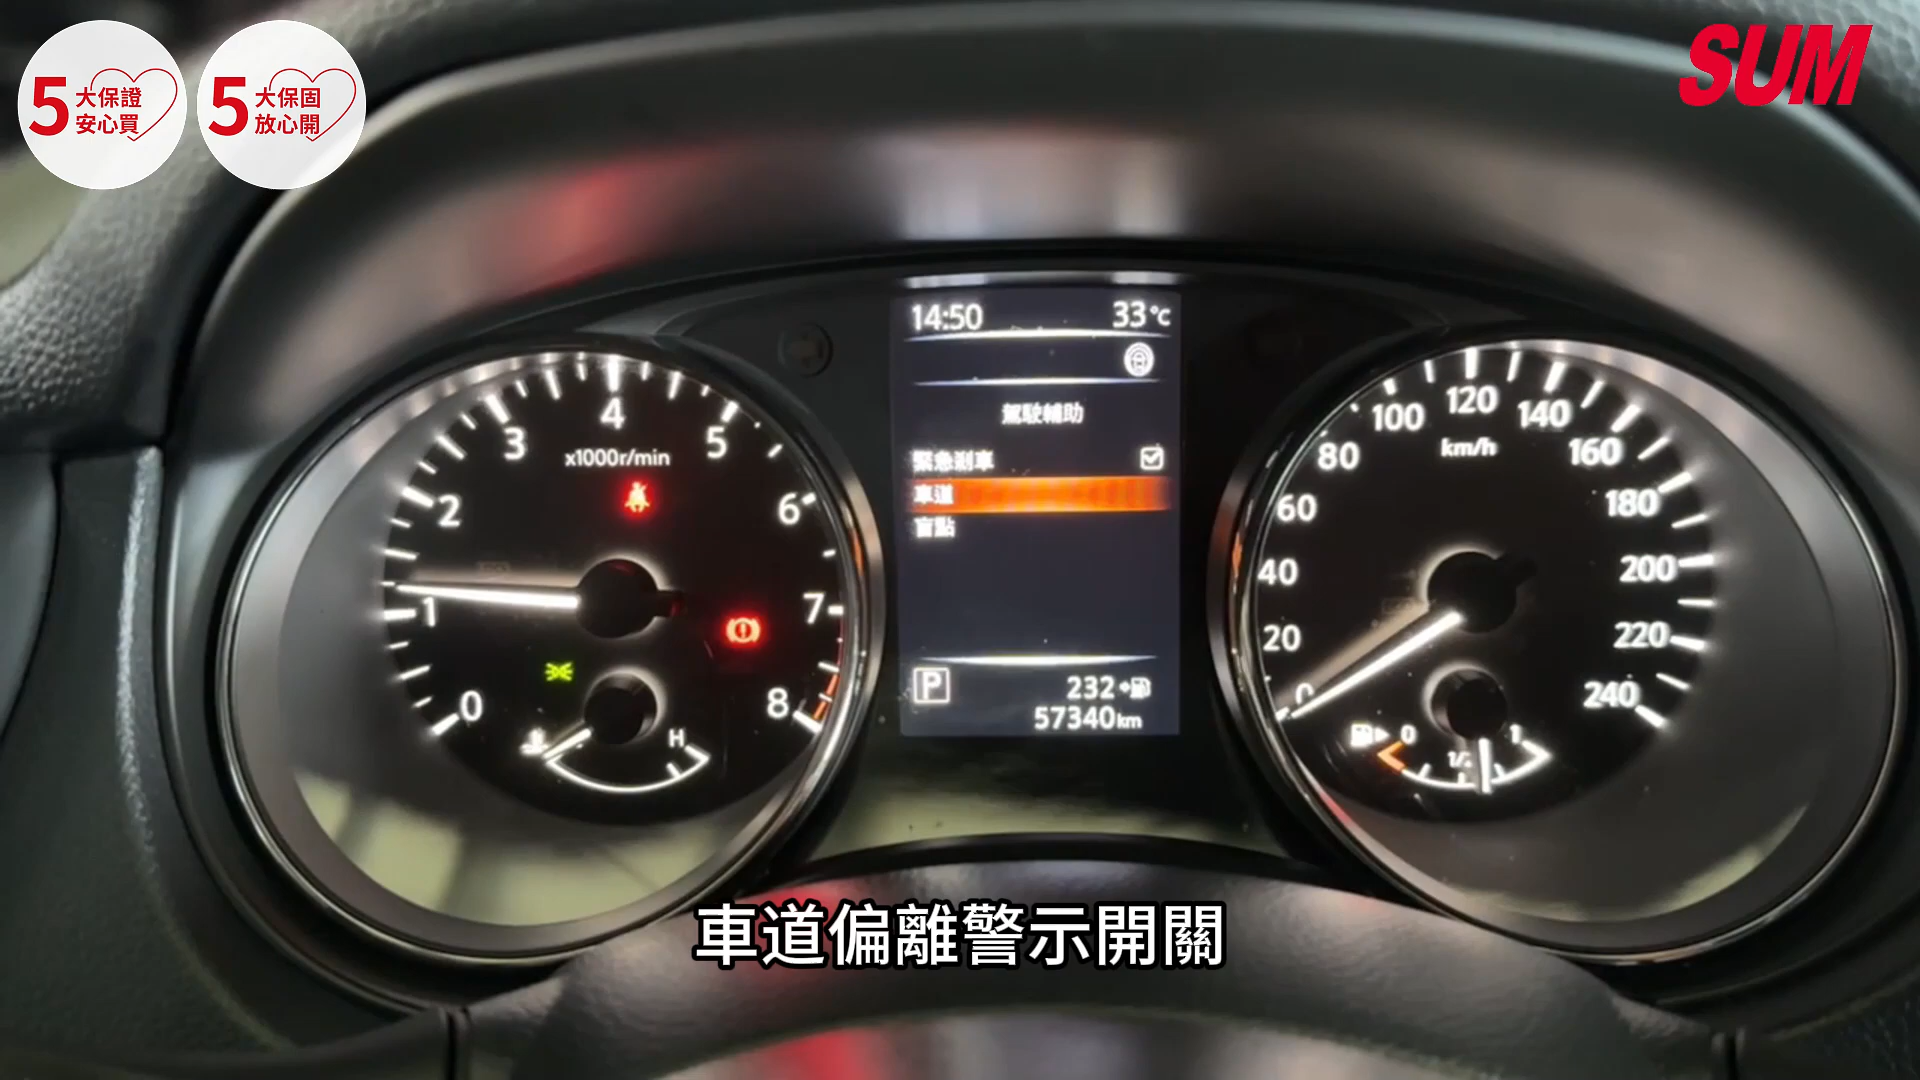 5大保證
安心買
5大保固
放心開
SUM
14:50 33°C
駕駛輔助
緊急剎車
車道
盲點
P 232
57340km
0 1 2 3 4 5 6 7 8
x1000r/min
H
0 20 40 60 80 100 120 140 160 180 200 220 240
km/h
0 1/2 1
車道偏離警示開關